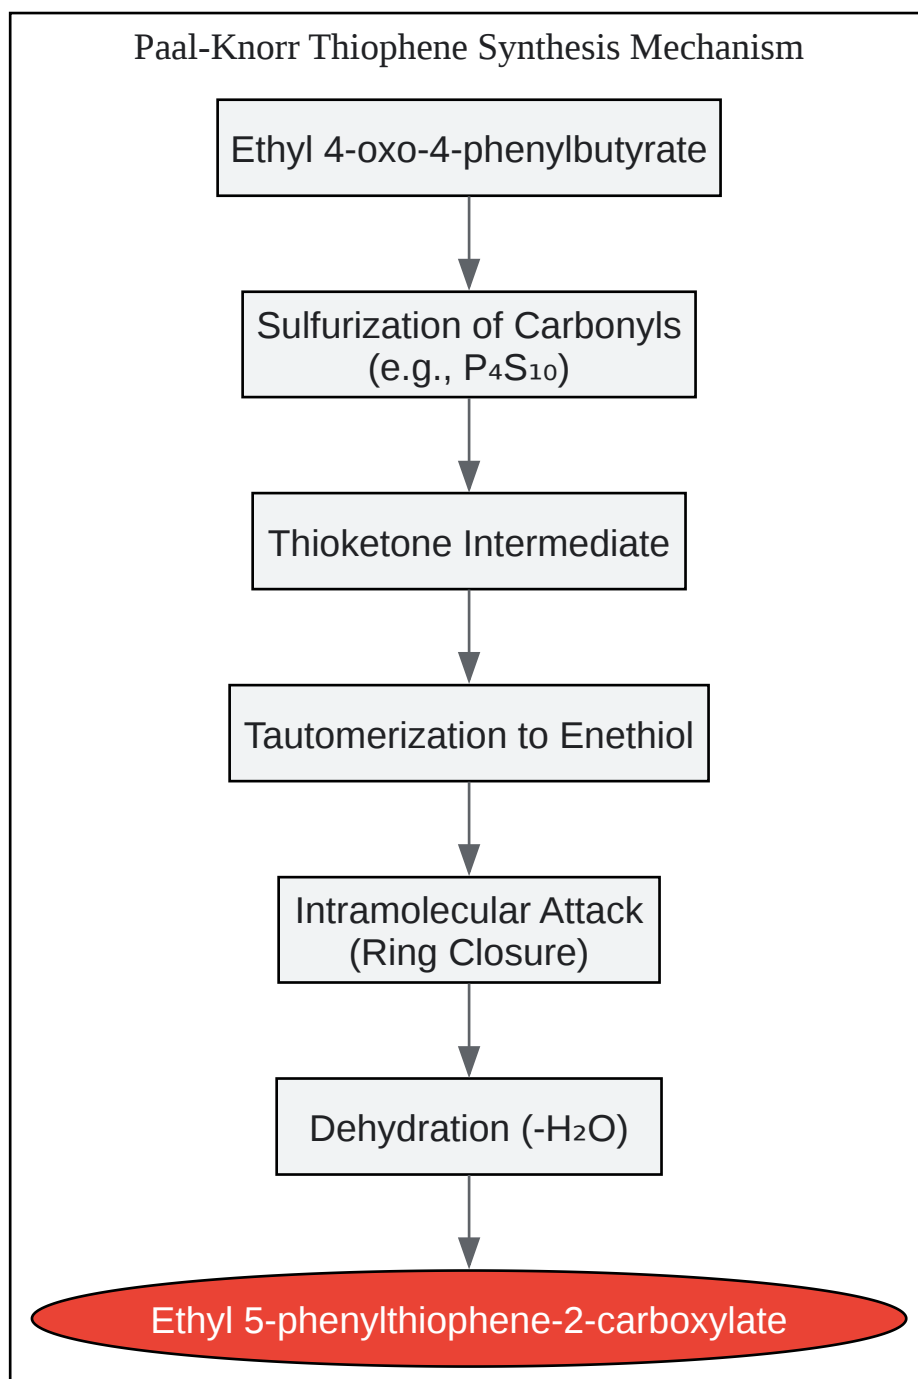 Paal-Knorr Thiophene Synthesis Mechanism
Ethyl 4-oxo-4-phenylbutyrate
Sulfurization of Carbonyls
(e.g., P₄S₁₀)
Thioketone Intermediate
Tautomerization to Enethiol
Intramolecular Attack
(Ring Closure)
Dehydration (-H₂O)
Ethyl 5-phenylthiophene-2-carboxylate